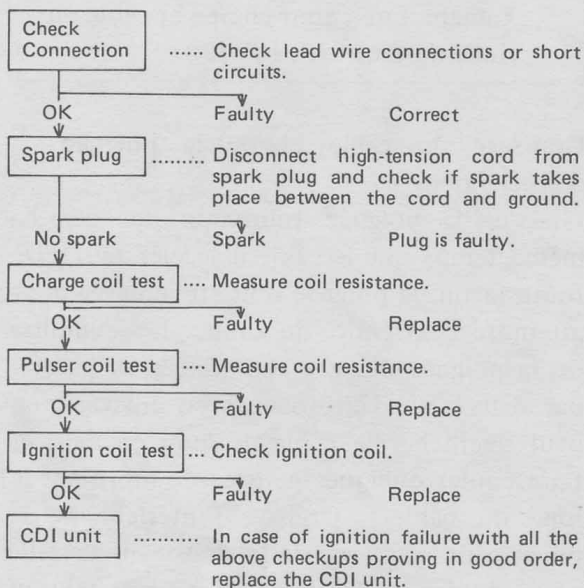 Check
Connection ...... Check lead wire connections or short
circuits.
OK Faulty Correct
Spark plug ......... Disconnect high-tension cord from
spark plug and check if spark takes
place between the cord and ground.
No spark Spark Plug is faulty.
Charge coil test .... Measure coil resistance.
OK Faulty Replace
Pulser coil test .... Measure coil resistance.
OK Faulty Replace
Ignition coil test ... Check ignition coil.
OK Faulty Replace
CDI unit ...... In case of ignition failure with all the
above checkups proving in good order,
replace the CDI unit.